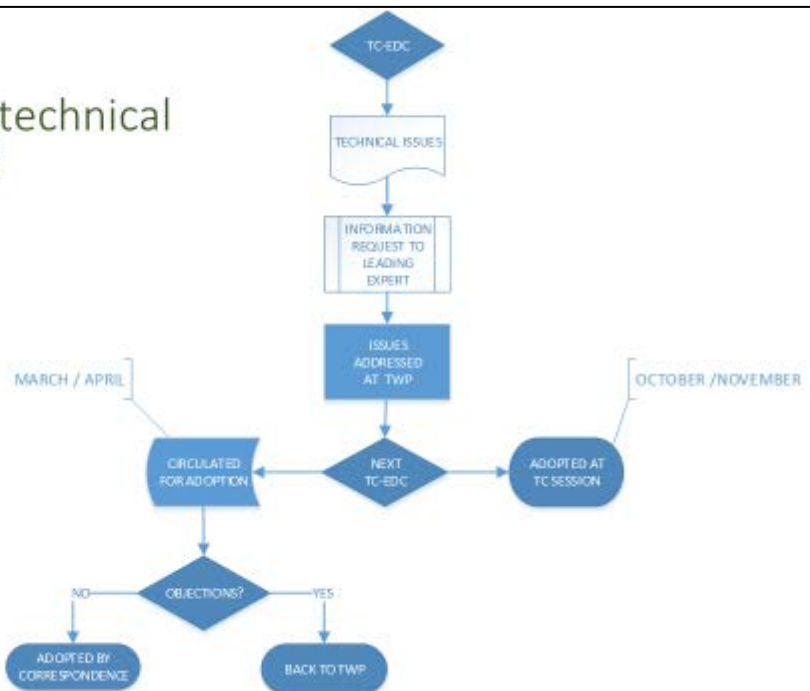 TC-EDC
technical
TECHNICAL ISSUES
INFORMATION
REQUEST TO
LEADING
EXPERT
ISSUES
ADDRESSED
AT TWP
MARCH / APRIL
OCTOBER /NOVEMBER
CIRCULATED
FOR ADOPTION
NEXT
TC-EDC
ADOPTED AT
TC SESSION
NO
OBJECTIONS?
YES
ADOPTED BY
CORRESPONDENCE
BACK TO TWP